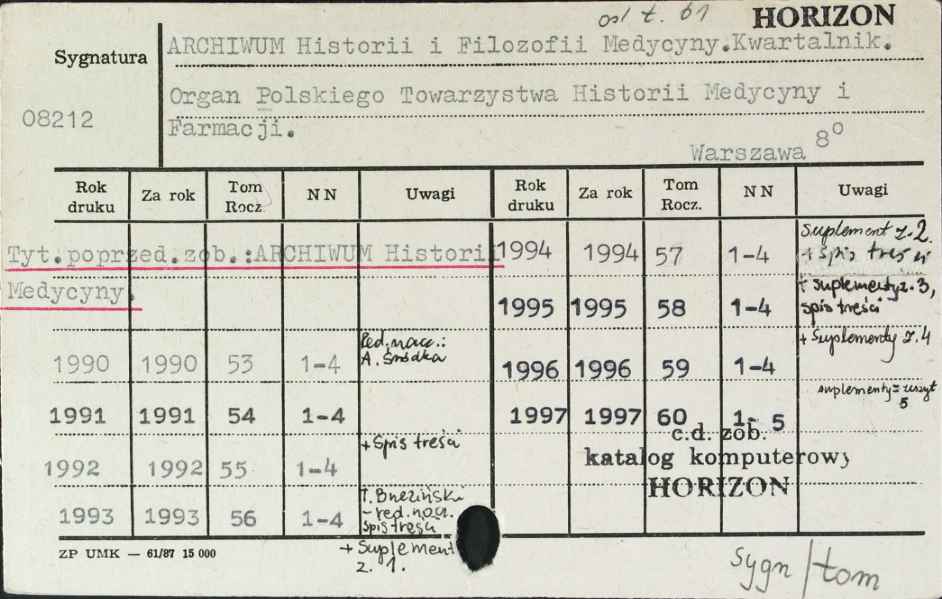 ost t. 61 HORIZON
Sygnatura
ARCHIWUM Historii i Filozofii Medycyny.Kwartalnik.
08212
Organ Polskiego Towarzystwa Historii Medycyny i
Farmacji.
Warszawa 8°
Rok druku Za rok Tom Rocz. N N Uwagi Rok druku Za rok Tom Rocz. N N Uwagi
Tyt.poprzed.zob.:ARCHIWUM Historii
Medycyny.
1990 1990 53 1-4 Red. nacz.:
A. Śródka
1991 1991 54 1-4
+ Spis treści
1992 1992 55 1-4
1993 1993 56 1-4
- red. nacz.
spis treści
+ Suplement
z. 1.
1994 1994 57 1-4 Suplement z. 2.
+ spis treści
1995 1995 58 1-4 + suplementy z. 3,
spis treści
1996 1996 59 1-4 + Suplementy z. 4
1997 1997 60 1- 5 suplementy = zeszyt
5
c.d. zob.
katalog komputerowy
HORIZON
ZP UMK — 61/87 15 000
sygn/tom